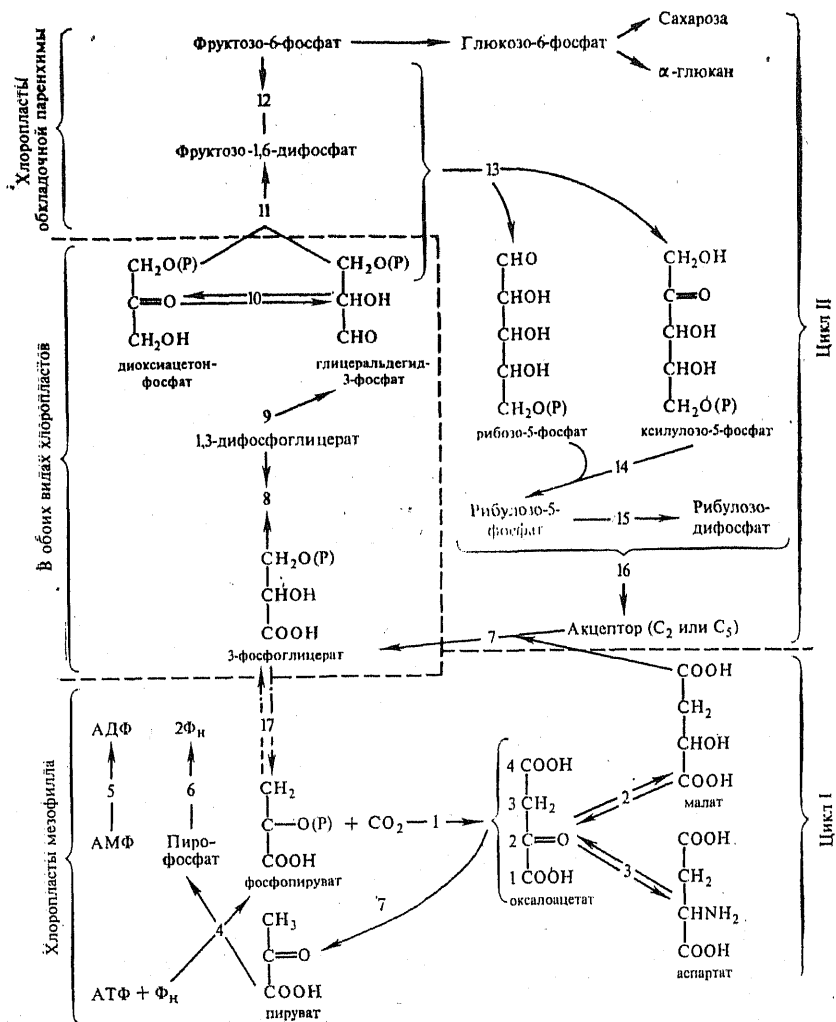 Фруктозо-6-фосфат
Глюкозо-6-фосфат
Сахароза
α-глюкан
12
Фруктозо-1,6-дифосфат
11
13
Хлоропласты
обкладочной паренхимы
CH₂O(P)
C=O
CH₂OH
диоксиацетон-
фосфат
10
CH₂O(P)
CHOH
CHO
глицеральдегид-
3-фосфат
CHO
CHOH
CHOH
CHOH
CH₂O(P)
рибозо-5-фосфат
CH₂OH
C=O
CHOH
CHOH
CH₂O(P)
ксилулозо-5-фосфат
Цикл II
9
1,3-дифосфоглицерат
8
В обоих видах хлоропластов
14
Рибулозо-5-
фосфат
15
Рибулозо-
дифосфат
16
CH₂O(P)
CHOH
COOH
3-фосфоглицерат
7
Акцептор (C₂ или C₅)
17
АДФ
5
АМФ
2Фн
6
Пиро-
фосфат
CH₂
C—O(P) + CO₂
1
COOH
фосфопируват
4 COOH
3 CH₂
2 C=O
1 COOH
оксалоацетат
2
COOH
CH₂
CHOH
COOH
малат
3
COOH
CH₂
CHNH₂
COOH
аспартат
Цикл I
7
4
CH₃
C=O
COOH
пируват
АТФ + Фн
Хлоропласты мезофилла